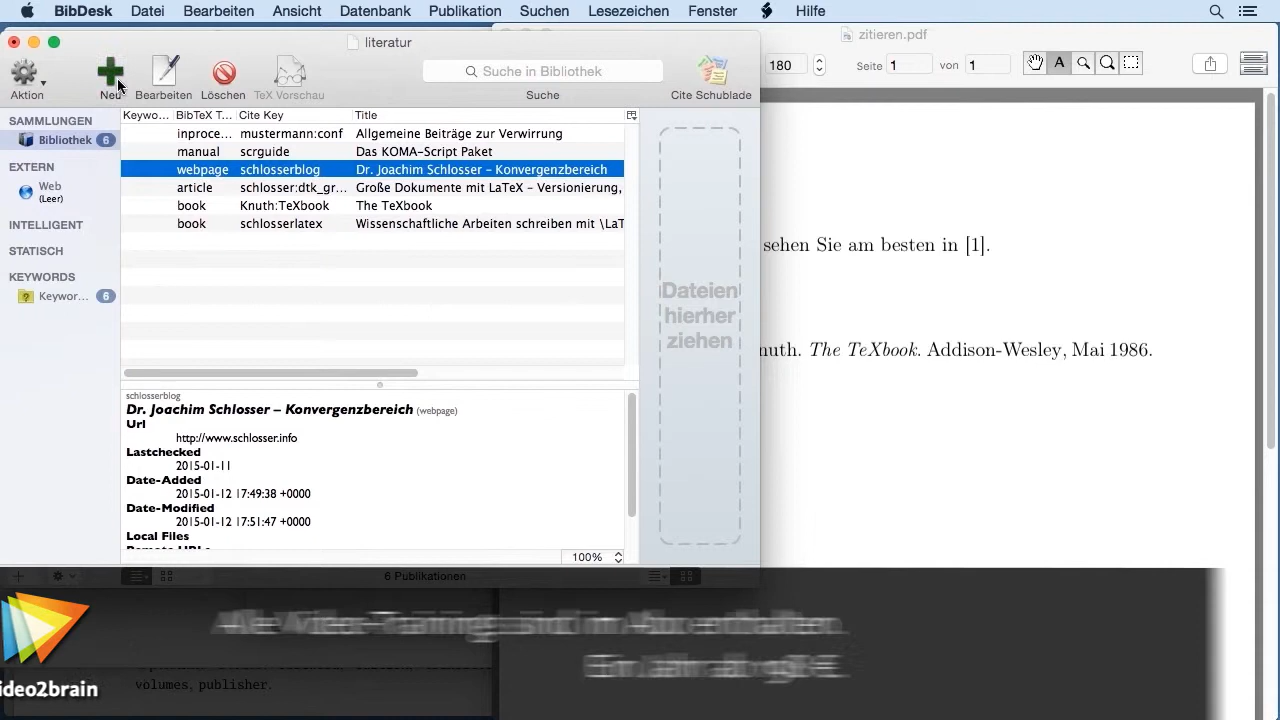 BibDesk Datei Bearbeiten Ansicht Datenbank Publikation Suchen Lesezeichen Fenster Hilfe
literatur
zitieren.pdf
Aktion Neu Bearbeiten Löschen TeX Vorschau
Suche in Bibliothek
Suche
Cite Schublade
180
Seite 1 von 1
SAMMLUNGEN
Bibliothek 6
EXTERN
Web
(Leer)
INTELLIGENT
STATISCH
KEYWORDS
Keywor... 6
Keywo... BibTeX T... Cite Key Title
inproce... mustermann:conf Allgemeine Beiträge zur Verwirrung
manual scrguide Das KOMA-Script Paket
webpage schlosserblog Dr. Joachim Schlosser – Konvergenzbereich
article schlosser:dtk_gr... Große Dokumente mit LaTeX – Versionierung,
book Knuth:TeXbook The TeXbook
book schlosserlatex Wissenschaftliche Arbeiten schreiben mit \LaT
Dateien
hierher
ziehen
schlosserblog
Dr. Joachim Schlosser – Konvergenzbereich (webpage)
Url
http://www.schlosser.info
Lastchecked
2015-01-11
Date-Added
2015-01-12 17:49:38 +0000
Date-Modified
2015-01-12 17:51:47 +0000
Local Files
Remote URLs
100%
6 Publikationen
sehen Sie am besten in [1].
nuth. The TeXbook. Addison-Wesley, Mai 1986.
volumes, publisher.
ideo2brain